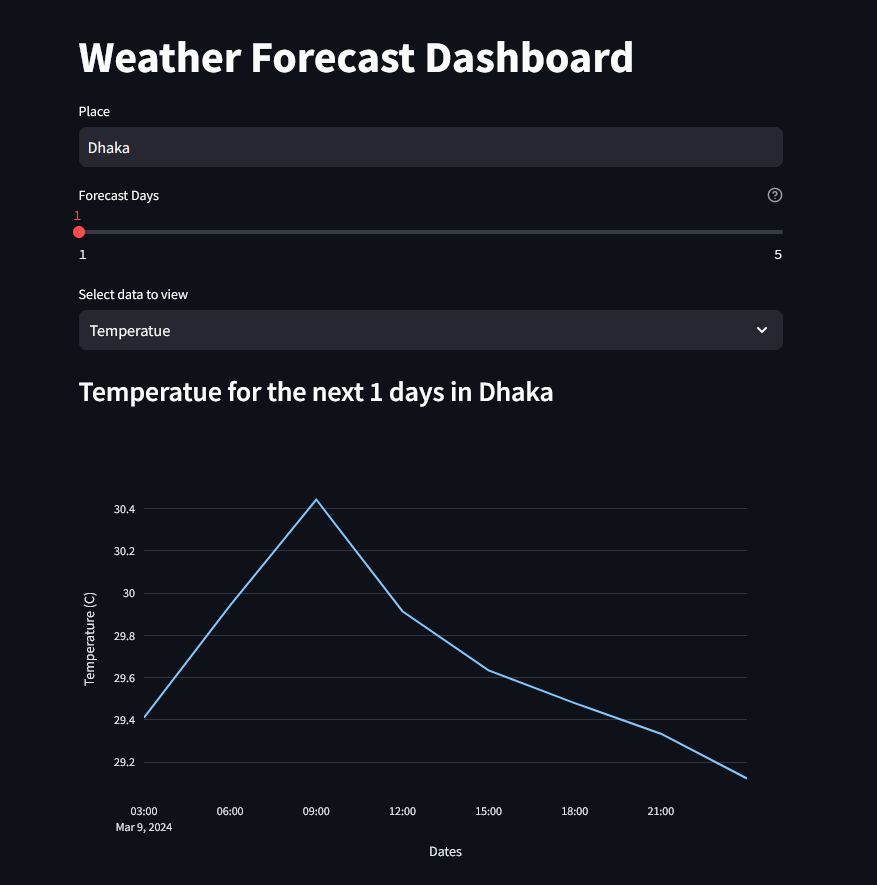 Weather Forecast Dashboard
Place
Dhaka
Forecast Days
1
1 5
Select data to view
Temperatue
Temperatue for the next 1 days in Dhaka
30.4
30.2
30
29.8
29.6
29.4
29.2
Temperature (C)
03:00 06:00 09:00 12:00 15:00 18:00 21:00
Mar 9, 2024
Dates